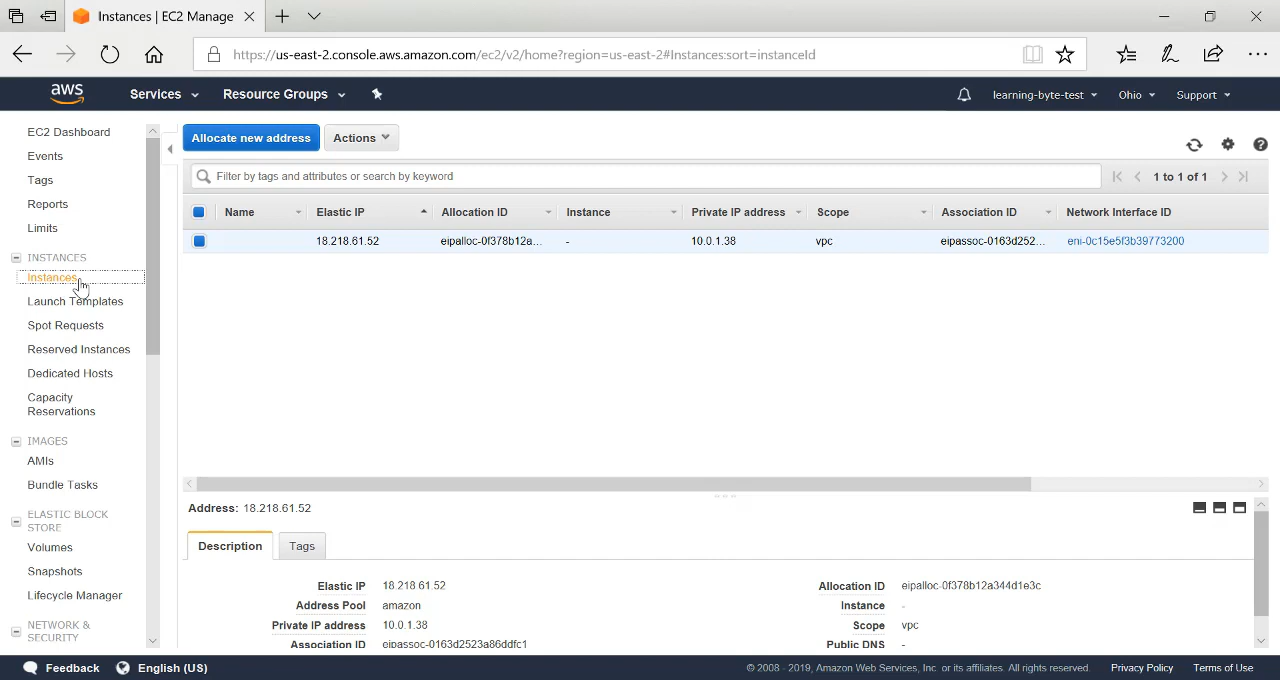 Instances | EC2 Manage
https://us-east-2.console.aws.amazon.com/ec2/v2/home?region=us-east-2#Instances:sort=instanceId
aws Services Resource Groups learning-byte-test Ohio Support
EC2 Dashboard
Events
Tags
Reports
Limits
INSTANCES
Instances
Launch Templates
Spot Requests
Reserved Instances
Dedicated Hosts
Capacity
Reservations
IMAGES
AMIs
Bundle Tasks
ELASTIC BLOCK
STORE
Volumes
Snapshots
Lifecycle Manager
NETWORK &
SECURITY
Allocate new address Actions
Filter by tags and attributes or search by keyword 1 to 1 of 1
Name Elastic IP Allocation ID Instance Private IP address Scope Association ID Network Interface ID
18.218.61.52 eipalloc-0f378b12a... - 10.0.1.38 vpc eipassoc-0163d252... eni-0c15e5f3b39773200
Address: 18.218.61.52
Description Tags
Elastic IP 18.218.61.52 Allocation ID eipalloc-0f378b12a344d1e3c
Address Pool amazon Instance -
Private IP address 10.0.1.38 Scope vpc
Association ID eipassoc-0163d2523a86ddfc1 Public DNS -
Feedback English (US) © 2008 - 2019, Amazon Web Services, Inc. or its affiliates. All rights reserved. Privacy Policy Terms of Use